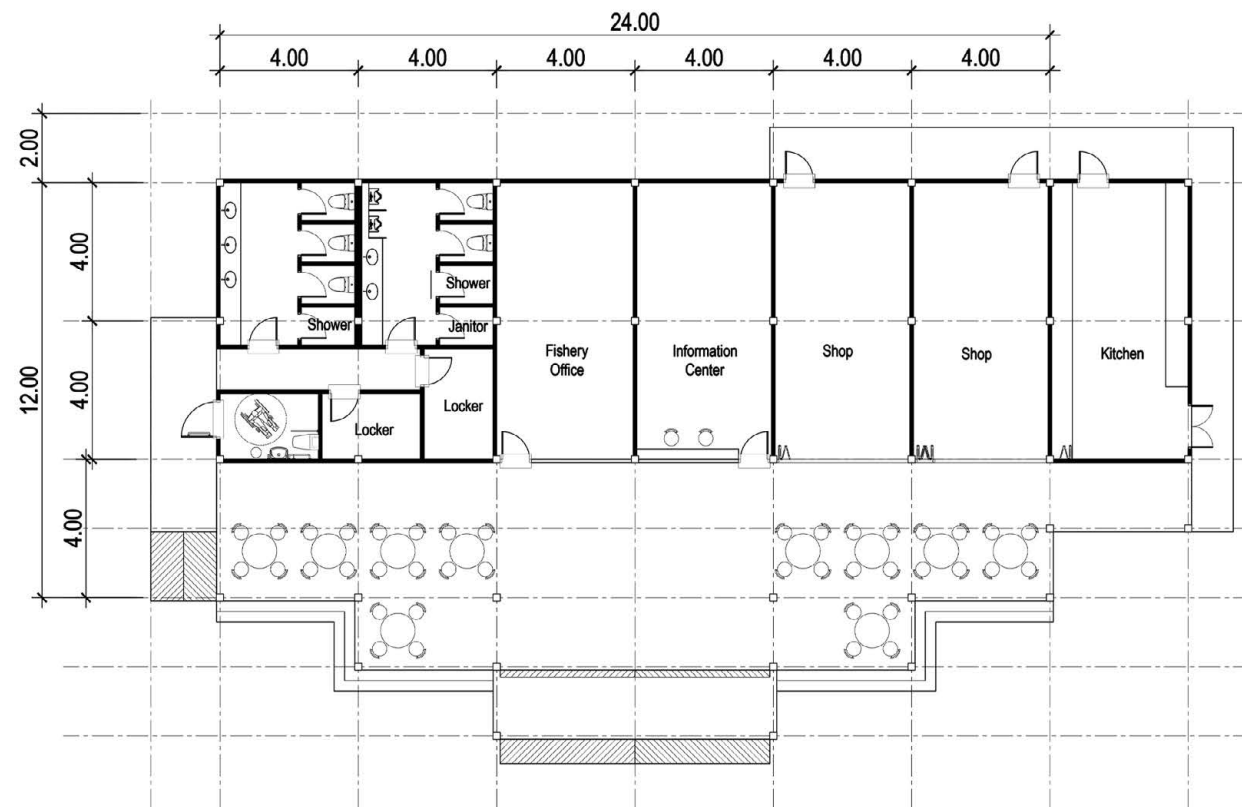 24.00
4.00 4.00 4.00 4.00 4.00 4.00
2.00
4.00
12.00
4.00
4.00
Shower
Shower
Janitor
Locker
Locker
Fishery
Office
Information
Center
Shop
Shop
Kitchen